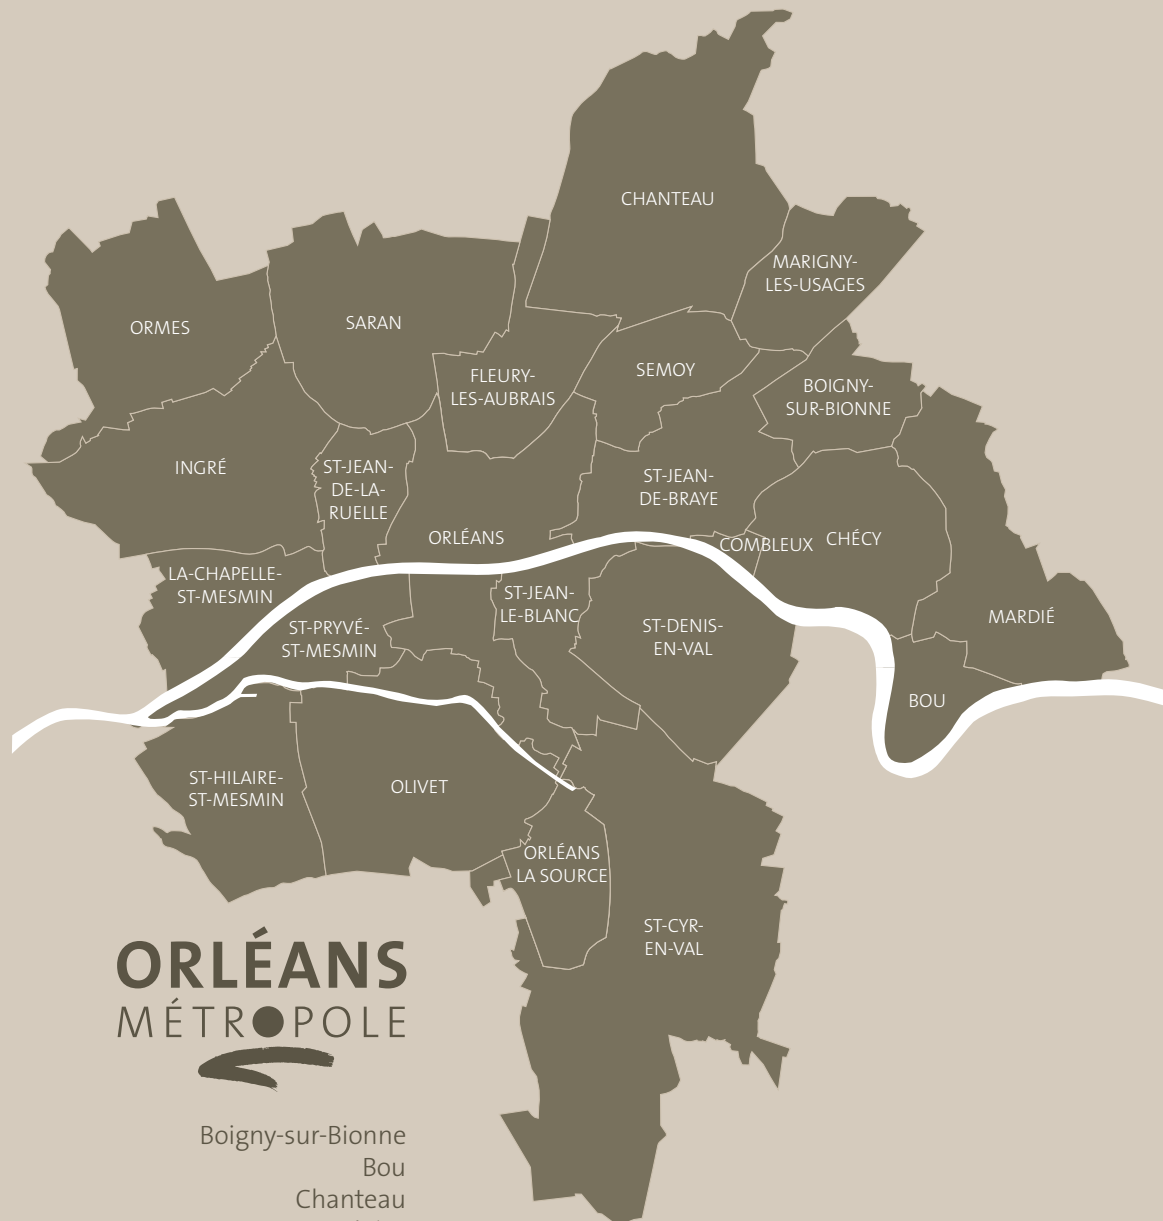 CHANTEAU
MARIGNY-
LES-USAGES
ORMES
SARAN
FLEURY-
LES-AUBRAIS
SEMOY
BOIGNY-
SUR-BIONNE
INGRÉ
ST-JEAN-
DE-LA-
RUELLE
ST-JEAN-
DE-BRAYE
ORLÉANS
COMBLEUX
CHÉCY
LA-CHAPELLE-
ST-MESMIN
ST-JEAN-
LE-BLANC
MARDIÉ
ST-PRYVÉ-
ST-MESMIN
ST-DENIS-
EN-VAL
BOU
ST-HILAIRE-
ST-MESMIN
OLIVET
ORLÉANS
LA SOURCE
ST-CYR-
EN-VAL
ORLÉANS
MÉTROPOLE
Boigny-sur-Bionne
Bou
Chanteau